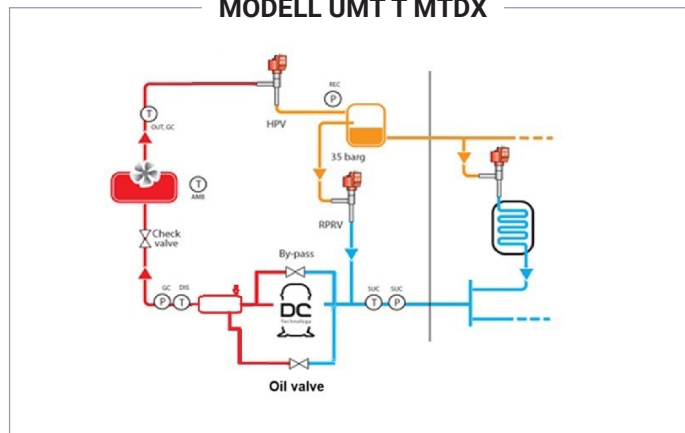 MODELL UMT T MTDX
REC
P
HPV
T
OUT, GC
35 barg
T
AMB
RPRV
Check
valve
By-pass
GC
DIS
P
T
SUC
SUC
T
P
DC
Technology
Oil valve